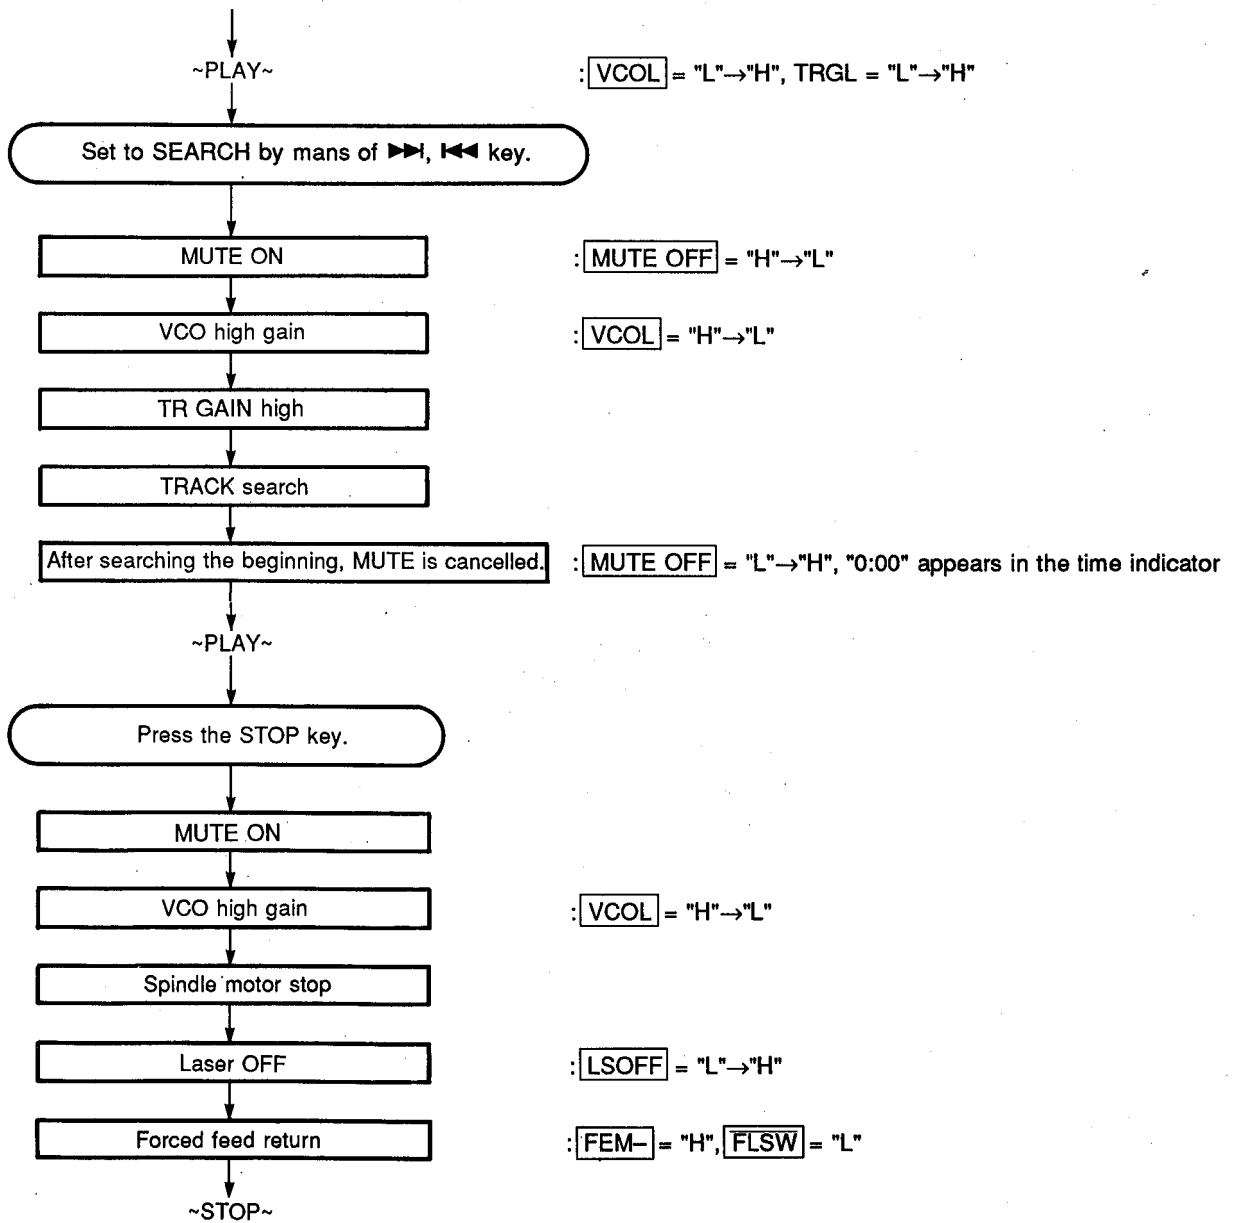 ~PLAY~ : VCOL = "L"→"H", TRGL = "L"→"H"
Set to SEARCH by mans of ▶▶I, I◀◀ key.
MUTE ON : MUTE OFF = "H"→"L"
VCO high gain : VCOL = "H"→"L"
TR GAIN high
TRACK search
After searching the beginning, MUTE is cancelled. : MUTE OFF = "L"→"H", "0:00" appears in the time indicator
~PLAY~
Press the STOP key.
MUTE ON
VCO high gain : VCOL = "H"→"L"
Spindle motor stop
Laser OFF : LSOFF = "L"→"H"
Forced feed return : FEM– = "H", F̅L̅S̅W̅ = "L"
~STOP~